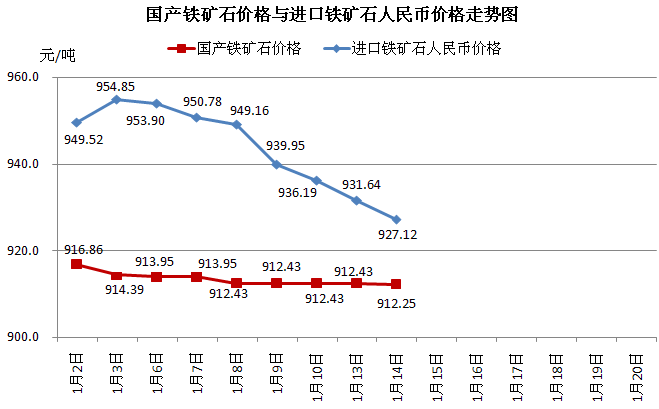 国产铁矿石价格与进口铁矿石人民币价格走势图
国产铁矿石价格 进口铁矿石人民币价格
元/吨
960.0
940.0
920.0
900.0
949.52
954.85
953.90
950.78
949.16
939.95
936.19
931.64
927.12
916.86
914.39
913.95
913.95
912.43
912.43
912.43
912.43
912.25
1月2日
1月3日
1月6日
1月7日
1月8日
1月9日
1月10日
1月13日
1月14日
1月15日
1月16日
1月17日
1月18日
1月19日
1月20日